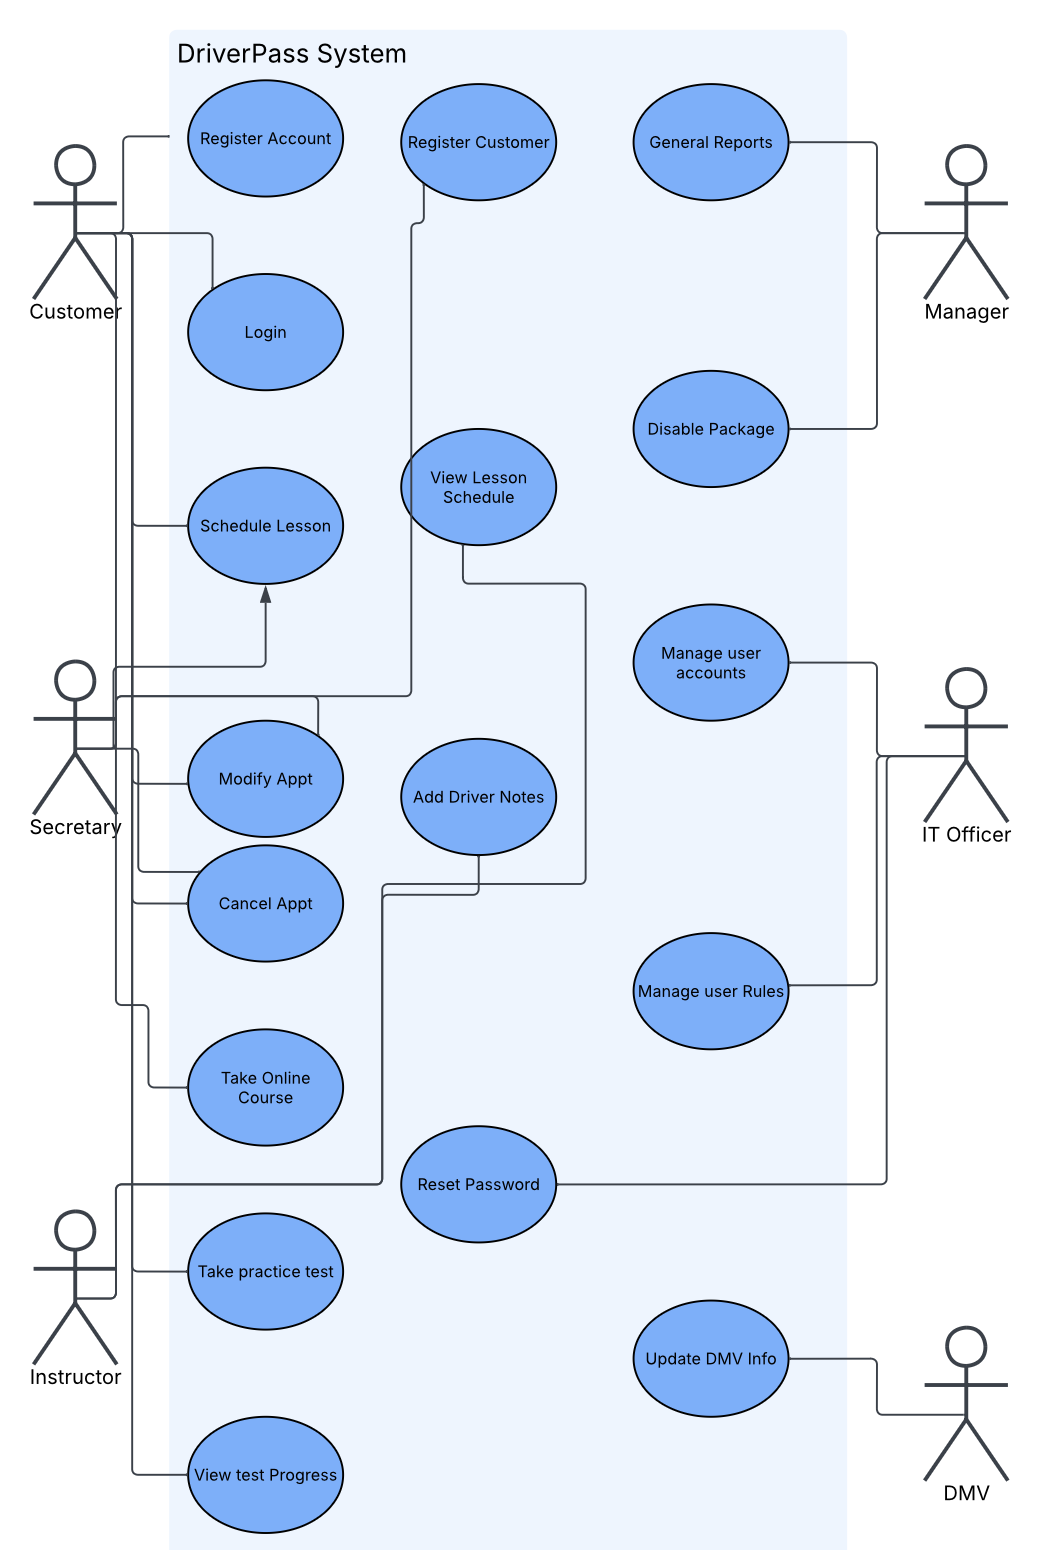 DriverPass System
Register Account
Register Customer
General Reports
Customer
Manager
Login
Disable Package
View Lesson
Schedule
Schedule Lesson
Manage user
accounts
Modify Appt
Add Driver Notes
Secretary
IT Officer
Cancel Appt
Manage user Rules
Take Online
Course
Reset Password
Take practice test
Instructor
Update DMV Info
View test Progress
DMV